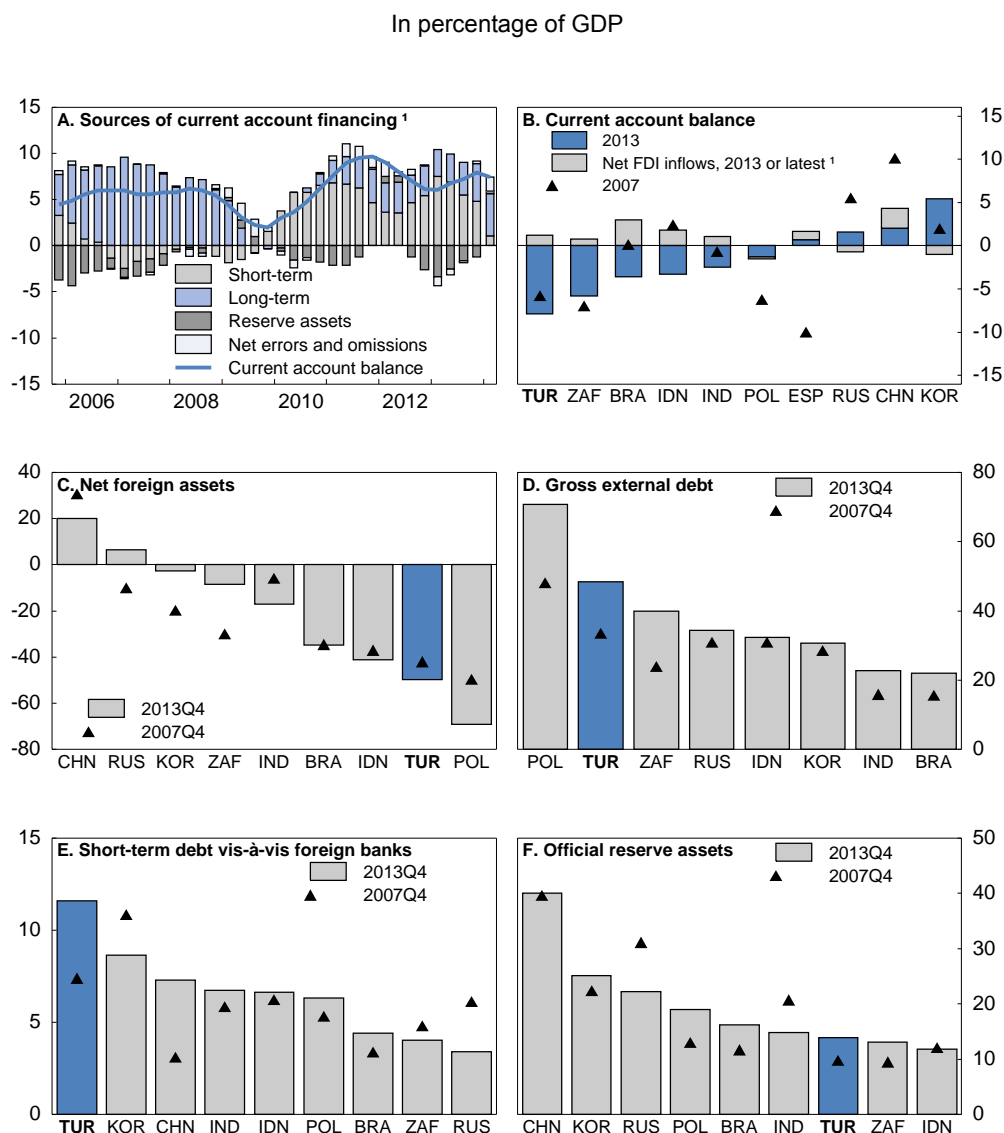 In percentage of GDP
A. Sources of current account financing ¹
15
10
5
0
-5
-10
-15
Short-term
Long-term
Reserve assets
Net errors and omissions
Current account balance
2006 2008 2010 2012
B. Current account balance
2013
Net FDI inflows, 2013 or latest ¹
2007
15
10
5
0
-5
-10
-15
TUR ZAF BRA IDN IND POL ESP RUS CHN KOR
C. Net foreign assets
40
20
0
-20
-40
-60
-80
2013Q4
2007Q4
CHN RUS KOR ZAF IND BRA IDN TUR POL
D. Gross external debt
2013Q4
2007Q4
80
60
40
20
0
POL TUR ZAF RUS IDN KOR IND BRA
E. Short-term debt vis-à-vis foreign banks
2013Q4
2007Q4
15
10
5
0
TUR KOR CHN IND IDN POL BRA ZAF RUS
F. Official reserve assets
2013Q4
2007Q4
50
40
30
20
10
0
CHN KOR RUS POL BRA IND TUR ZAF IDN